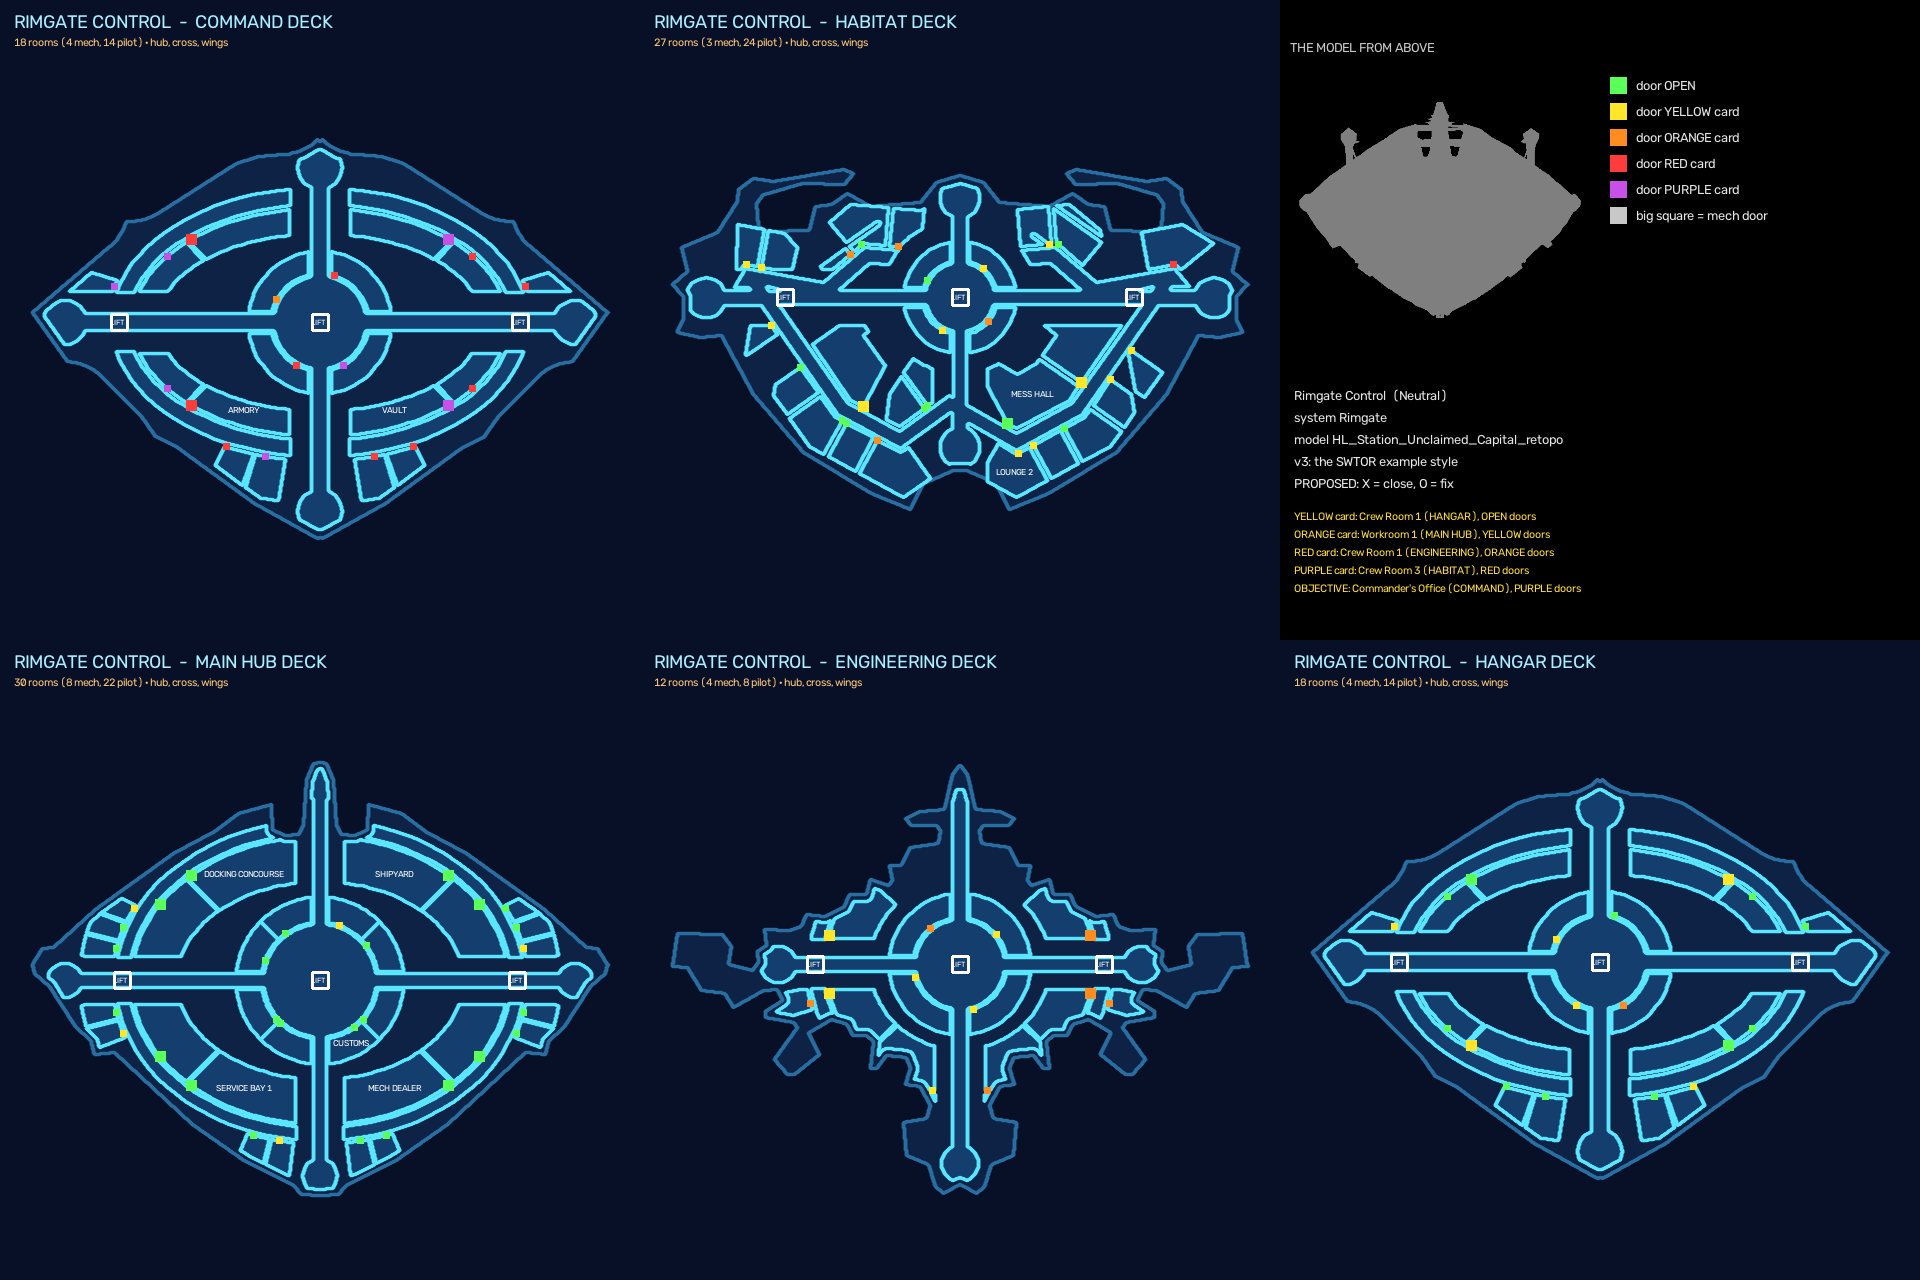 RIMGATE CONTROL - COMMAND DECK
18 rooms (4 mech, 14 pilot) • hub, cross, wings
LIFT
LIFT
LIFT
ARMORY
VAULT
RIMGATE CONTROL - HABITAT DECK
27 rooms (3 mech, 24 pilot) • hub, cross, wings
LIFT
LIFT
LIFT
MESS HALL
LOUNGE 2
THE MODEL FROM ABOVE
door OPEN
door YELLOW card
door ORANGE card
door RED card
door PURPLE card
big square = mech door
Rimgate Control (Neutral)
system Rimgate
model HL_Station_Unclaimed_Capital_retopo
v3: the SWTOR example style
PROPOSED: X = close, O = fix
YELLOW card: Crew Room 1 (HANGAR), OPEN doors
ORANGE card: Workroom 1 (MAIN HUB), YELLOW doors
RED card: Crew Room 1 (ENGINEERING), ORANGE doors
PURPLE card: Crew Room 3 (HABITAT), RED doors
OBJECTIVE: Commander's Office (COMMAND), PURPLE doors
RIMGATE CONTROL - MAIN HUB DECK
30 rooms (8 mech, 22 pilot) • hub, cross, wings
DOCKING CONCOURSE
SHIPYARD
LIFT
LIFT
LIFT
CUSTOMS
SERVICE BAY 1
MECH DEALER
RIMGATE CONTROL - ENGINEERING DECK
12 rooms (4 mech, 8 pilot) • hub, cross, wings
LIFT
LIFT
LIFT
RIMGATE CONTROL - HANGAR DECK
18 rooms (4 mech, 14 pilot) • hub, cross, wings
LIFT
LIFT
LIFT